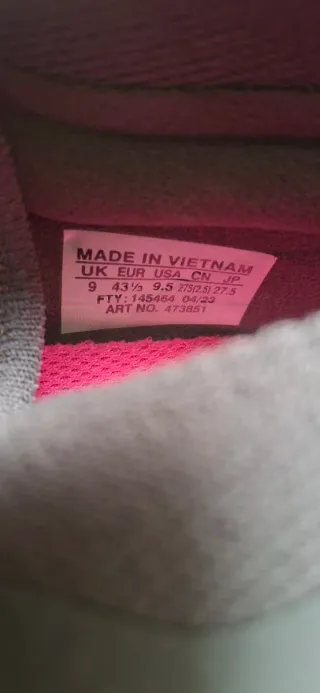 MADE IN VIETNAM
UK EUR USA CN JP
9 43⅓ 9.5 275(2.5) 27.5
FTY: 145464 04/22
ART NO. 473851